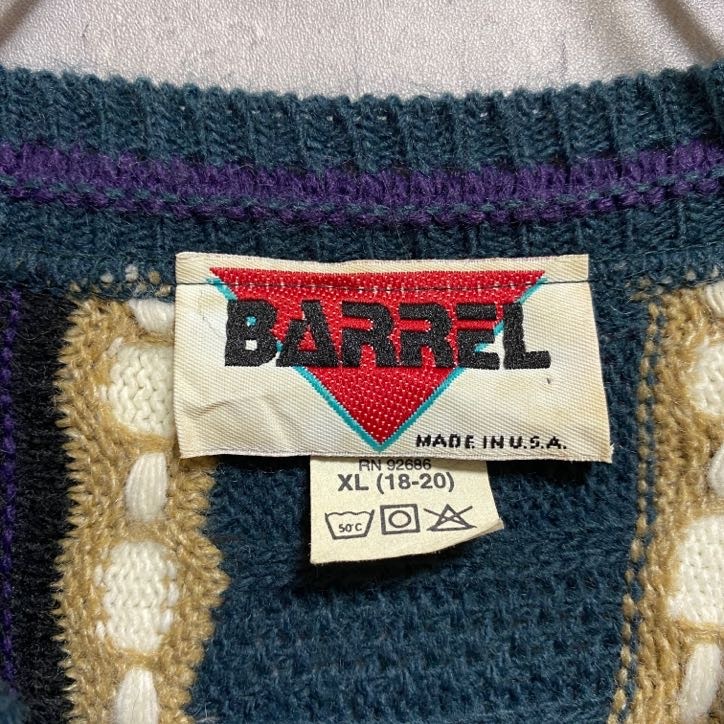 BARREL
MADE IN U.S.A.
RN 92686
XL (18-20)
50°C